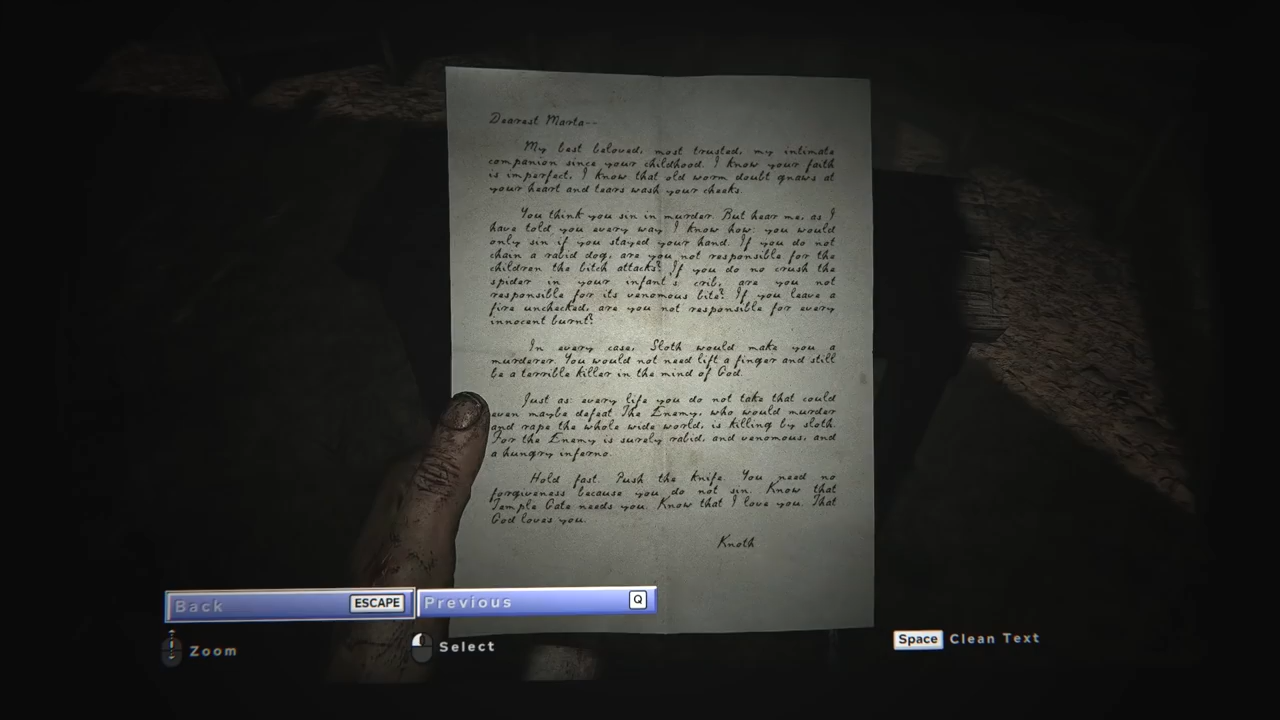 Dearest Marta--
My best beloved, most trusted, my intimate
companion since your childhood. I know your faith
is imperfect, I know that old worm doubt gnaws at
your heart and tears wash your cheeks.
You think you sin in murder. But hear me, as I
have told you every way I know how: you would
only sin if you stayed your hand. If you do not
chain a rabid dog, are you not responsible for the
children the bitch attacks? If you do no crush the
spider in your infant's crib, are you not
responsible for its venomous bite? If you leave a
fire unchecked, are you not responsible for every
innocent burnt?
In every case, Sloth would make you a
murderer. You would not need lift a finger and still
be a terrible killer in the mind of God.
Just as every life you do not take that could
even maybe defeat The Enemy, who would murder
and rape the whole wide world, is killing by sloth.
For the Enemy is surely rabid, and venomous, and
a hungry inferno.
Hold fast. Push the knife. You need no
forgiveness because you do not sin. Know that
Temple Gate needs you. Know that I love you. That
God loves you.
Knoth
Back ESCAPE Previous Q
Zoom Select Space Clean Text